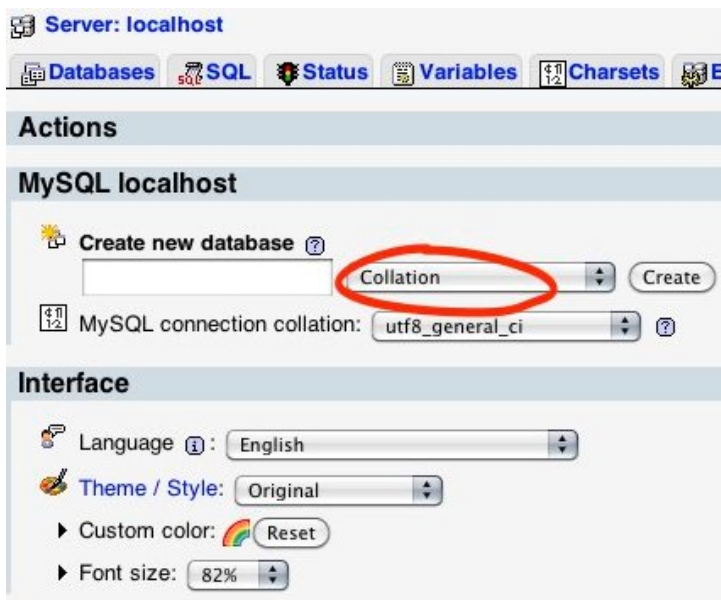 Server: localhost
Databases SQL Status Variables Charsets E
Actions
MySQL localhost
Create new database ?
Collation Create
MySQL connection collation: utf8_general_ci ?
Interface
Language i : English
Theme / Style: Original
Custom color: Reset
Font size: 82%